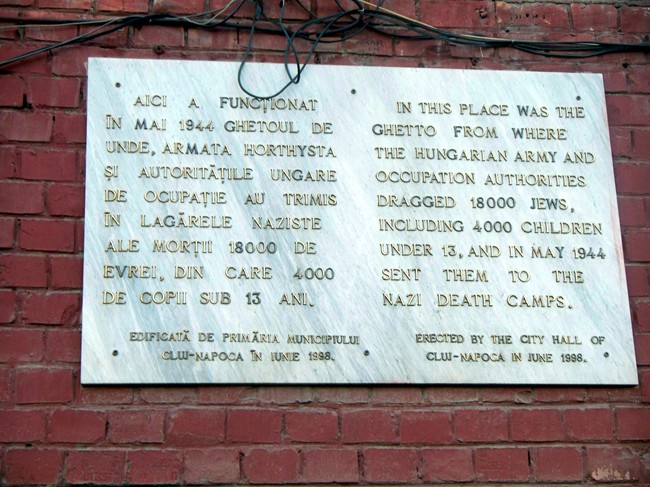 AICI A FUNCȚIONAT
ÎN MAI 1944 GHETOUL DE
UNDE, ARMATA HORTHYSTA
ȘI AUTORITĂȚILE UNGARE
DE OCUPAȚIE AU TRIMIS
ÎN LAGĂRELE NAZISTE
ALE MORȚII 18000 DE
EVREI, DIN CARE 4000
DE COPII SUB 13 ANI.
EDIFICATĂ DE PRIMĂRIA MUNICIPIULUI
CLUJ-NAPOCA ÎN IUNIE 1998.
IN THIS PLACE WAS THE
GHETTO FROM WHERE
THE HUNGARIAN ARMY AND
OCCUPATION AUTHORITIES
DRAGGED 18000 JEWS,
INCLUDING 4000 CHILDREN
UNDER 13, AND IN MAY 1944
SENT THEM TO THE
NAZI DEATH CAMPS.
ERECTED BY THE CITY HALL OF
CLUJ-NAPOCA IN JUNE 1998.